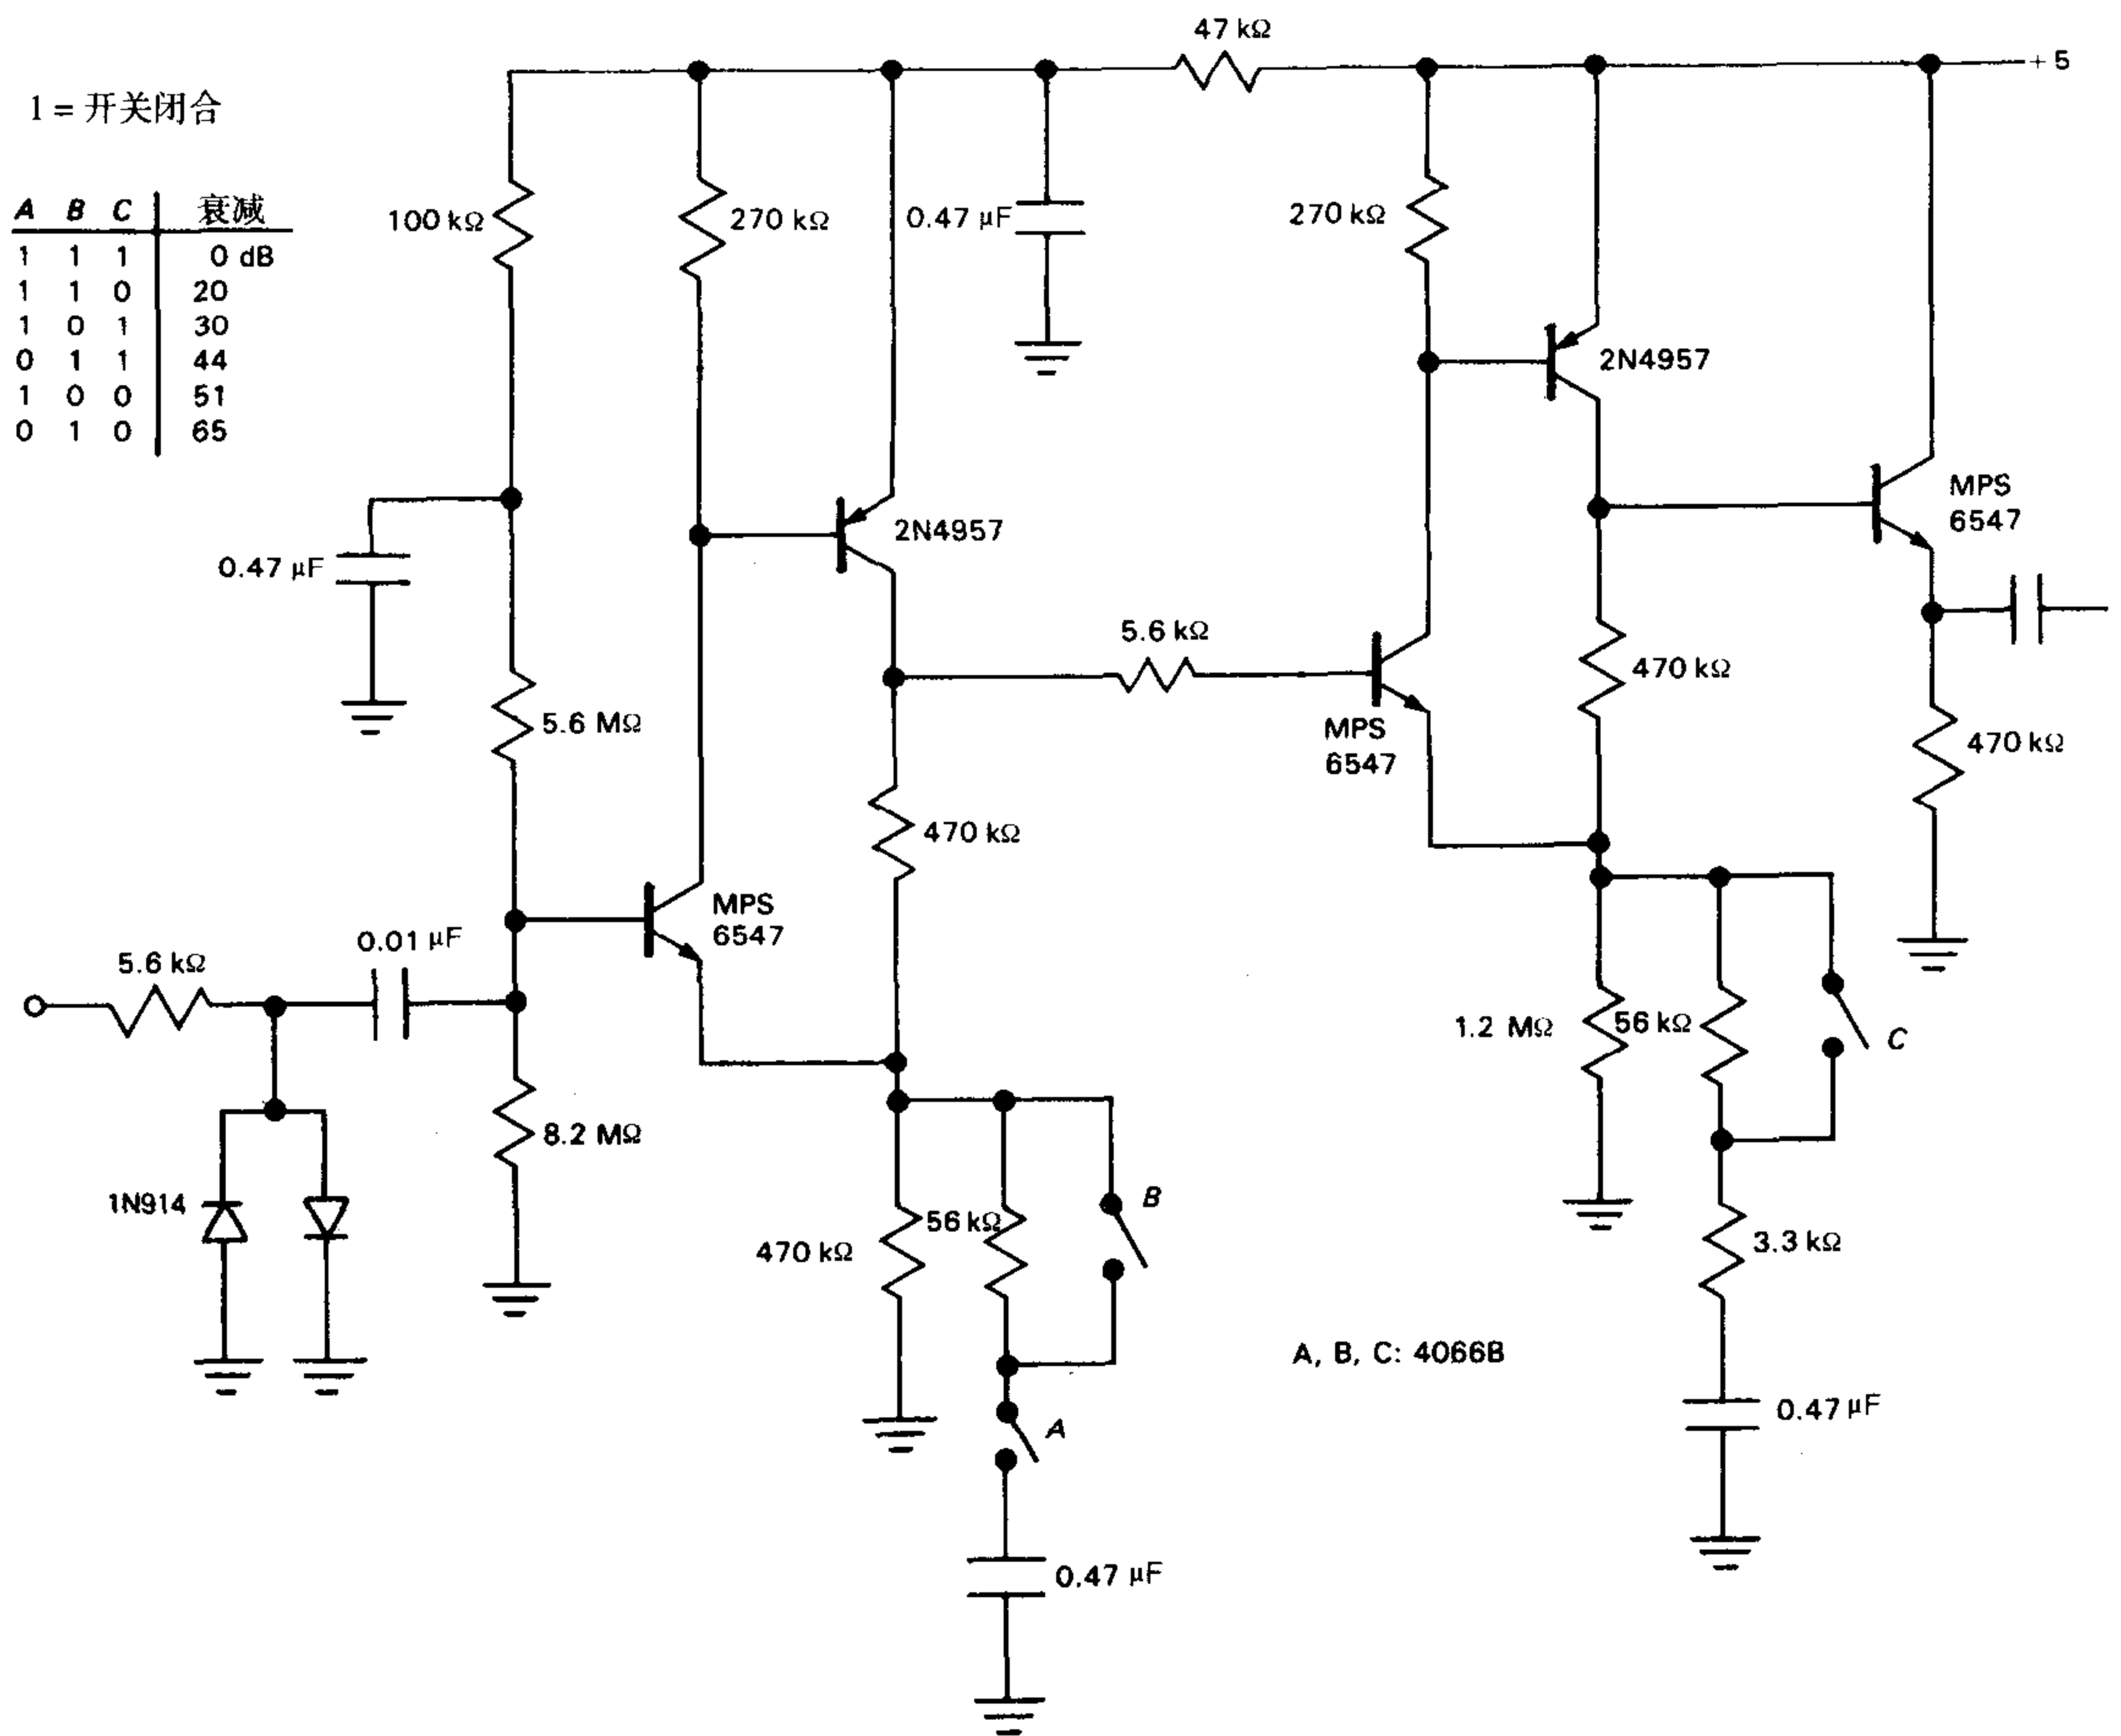 47 kΩ
+ 5
1 = 开关闭合
A B C 衰减
1 1 1 0 dB
1 1 0 20
1 0 1 30
0 1 1 44
1 0 0 51
0 1 0 65
100 kΩ
270 kΩ
0.47 μF
270 kΩ
2N4957
MPS
6547
2N4957
0.47 μF
5.6 kΩ
470 kΩ
5.6 MΩ
MPS
6547
470 kΩ
470 kΩ
MPS
6547
0.01 μF
5.6 kΩ
1.2 MΩ
56 kΩ
C
8.2 MΩ
1N914
B
56 kΩ
470 kΩ
3.3 kΩ
A, B, C: 4066B
0.47 μF
A
0.47 μF